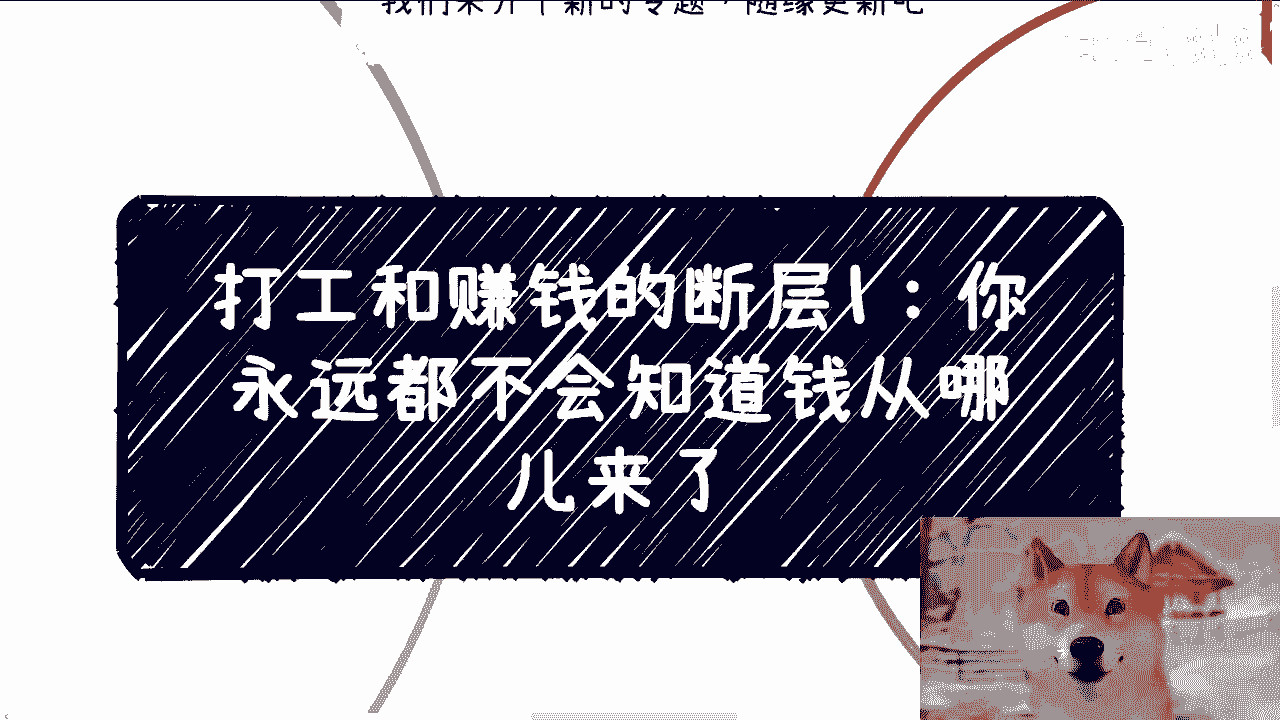 我们来开个新的专题，随缘更新吧
打工和赚钱的断层1：你
永远都不会知道钱从哪
儿来了